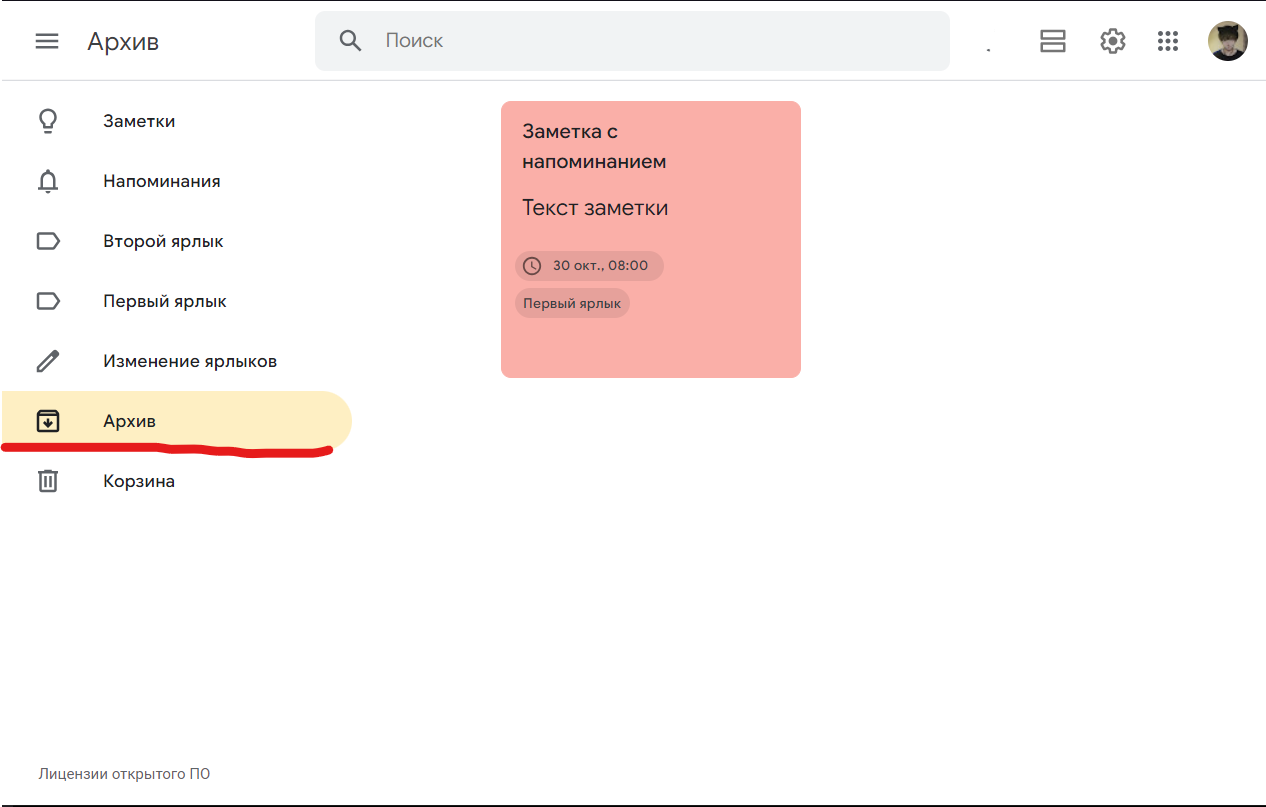 Архив
Поиск
Заметки
Напоминания
Второй ярлык
Первый ярлык
Изменение ярлыков
Архив
Корзина
Заметка с
напоминанием
Текст заметки
30 окт., 08:00
Первый ярлык
Лицензии открытого ПО